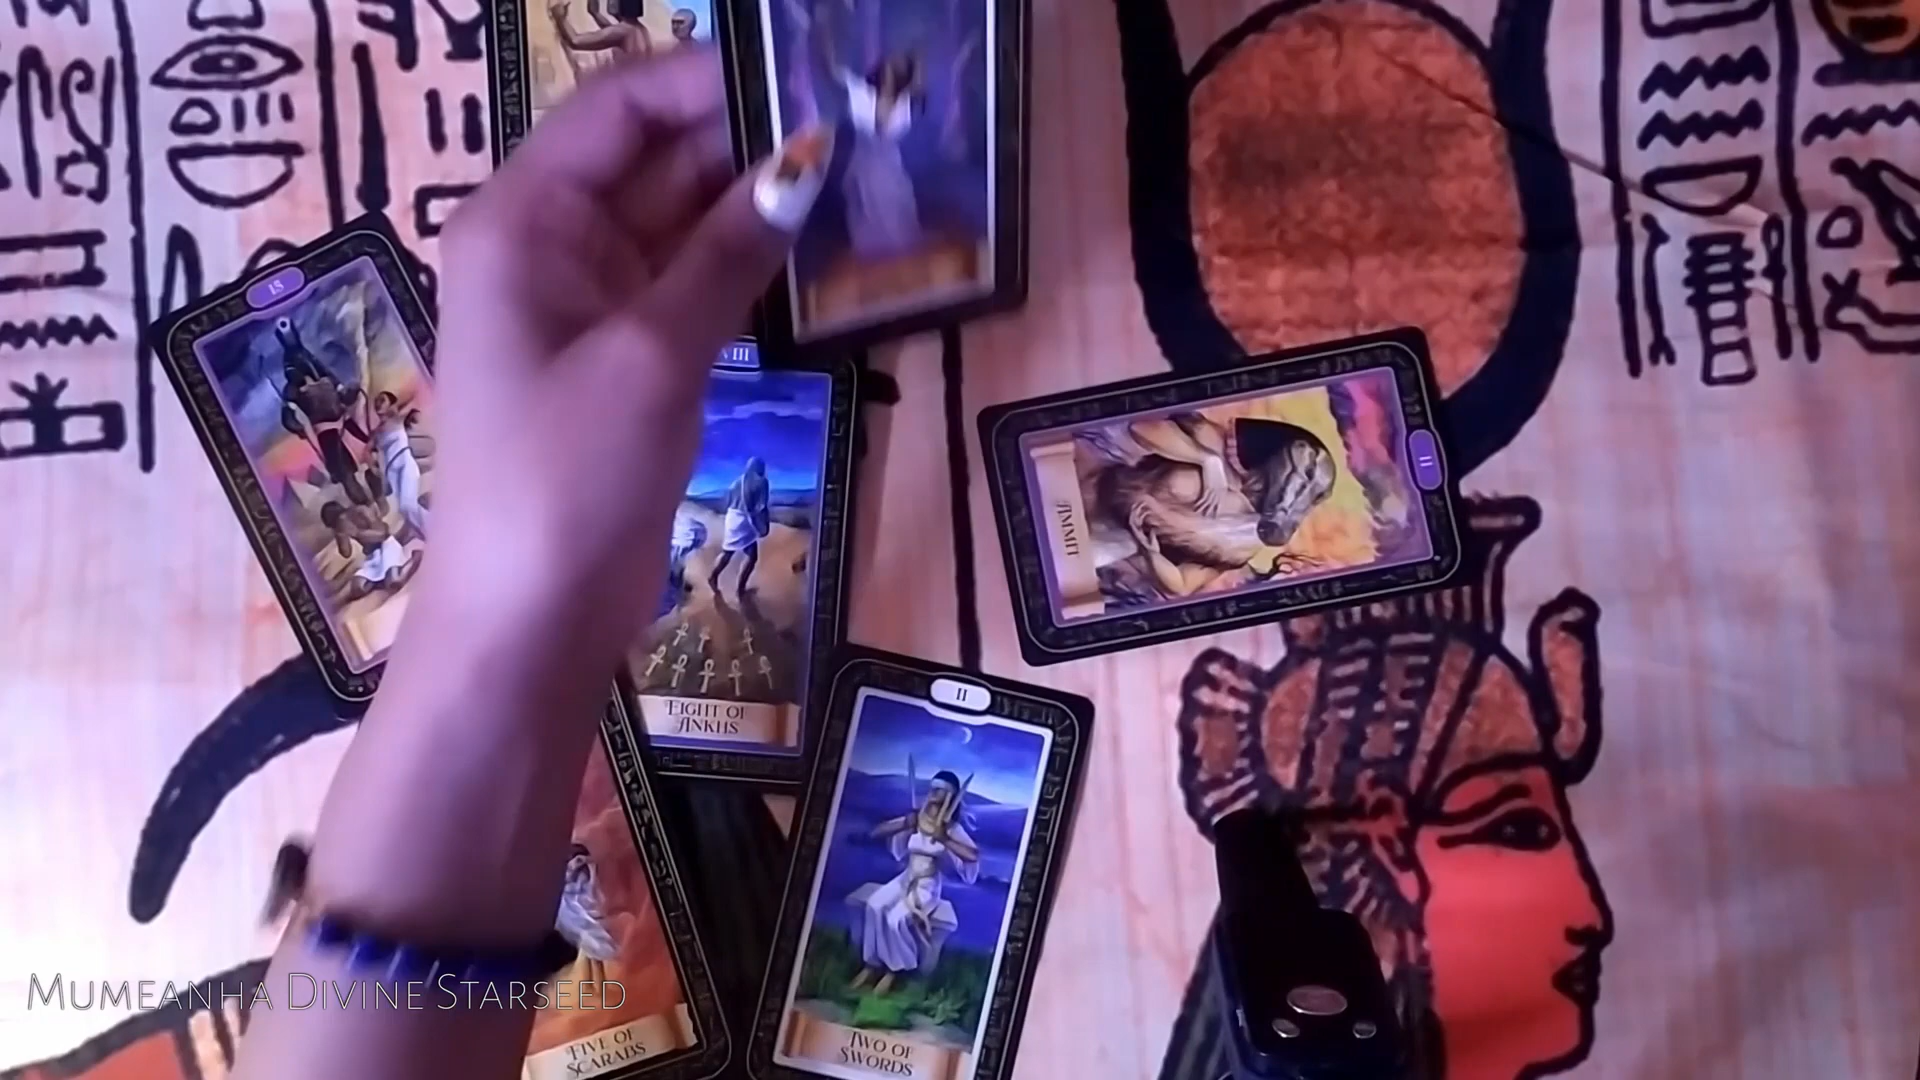 15
VIII
II
AMMIT
EIGHT OF
ANKHS
II
FIVE OF
SCARABS
TWO OF
SWORDS
MUMEANHA DIVINE STARSEED